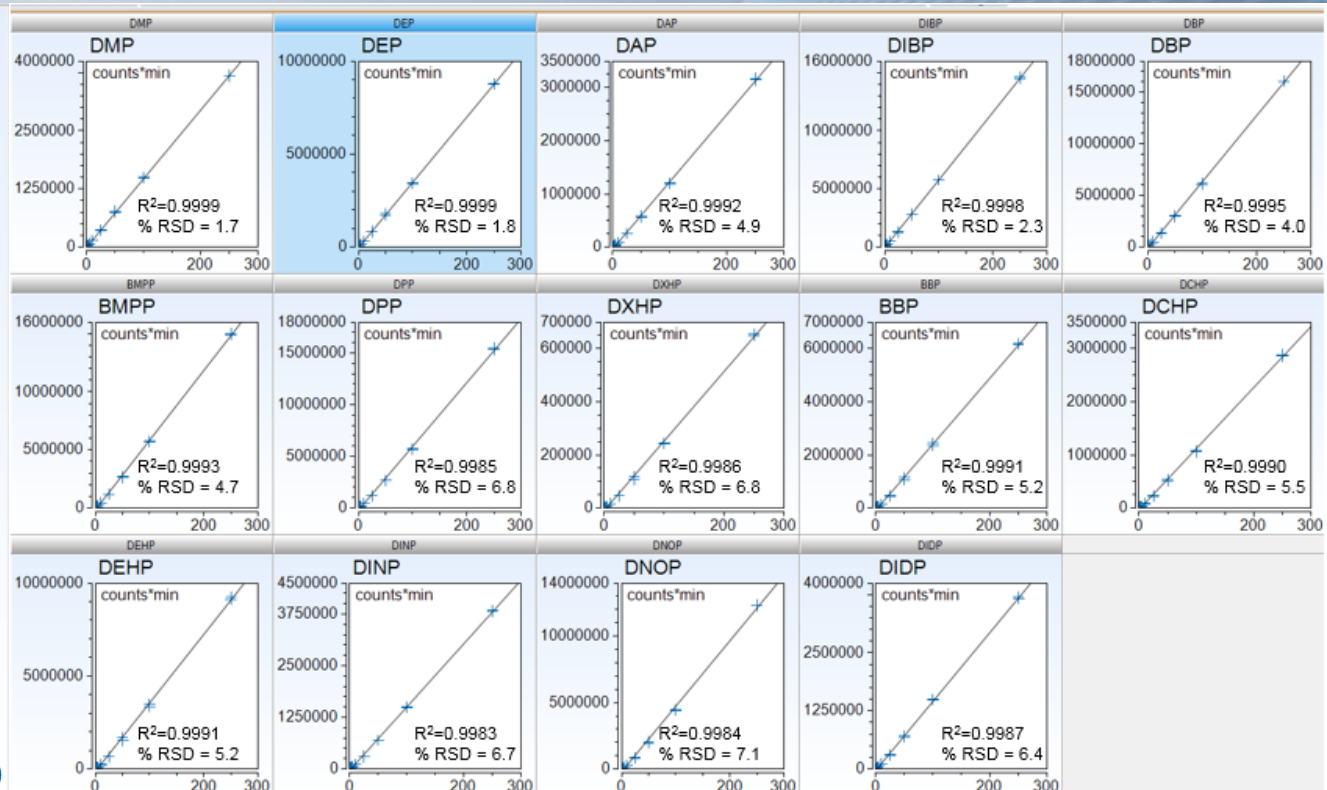 DMP
DEP
DAP
DIBP
DBP
DMP
4000000
counts*min
2500000
1250000
0
R²=0.9999
% RSD = 1.7
0
200
300
DEP
10000000
counts*min
5000000
0
R²=0.9999
% RSD = 1.8
0
200
300
DAP
3500000
counts*min
3000000
2000000
1000000
0
R²=0.9992
% RSD = 4.9
0
200
300
DIBP
16000000
counts*min
10000000
5000000
0
R²=0.9998
% RSD = 2.3
0
200
300
DBP
18000000
counts*min
15000000
10000000
5000000
0
R²=0.9995
% RSD = 4.0
0
200
300
BMPP
DPP
DXHP
BBP
DCHP
BMPP
16000000
counts*min
10000000
5000000
0
R²=0.9993
% RSD = 4.7
0
200
300
DPP
18000000
counts*min
15000000
10000000
5000000
0
R²=0.9985
% RSD = 6.8
0
200
300
DXHP
700000
counts*min
600000
400000
200000
0
R²=0.9986
% RSD = 6.8
0
200
300
BBP
7000000
counts*min
6000000
4000000
2000000
0
R²=0.9991
% RSD = 5.2
0
200
300
DCHP
3500000
counts*min
3000000
2000000
1000000
0
R²=0.9990
% RSD = 5.5
0
200
300
DEHP
DINP
DNOP
DIDP
DEHP
10000000
counts*min
5000000
0
R²=0.9991
% RSD = 5.2
0
200
300
DINP
4500000
counts*min
3750000
2500000
1250000
0
R²=0.9983
% RSD = 6.7
0
200
300
DNOP
14000000
counts*min
10000000
5000000
0
R²=0.9984
% RSD = 7.1
0
200
300
DIDP
4000000
counts*min
2500000
1250000
0
R²=0.9987
% RSD = 6.4
0
200
300